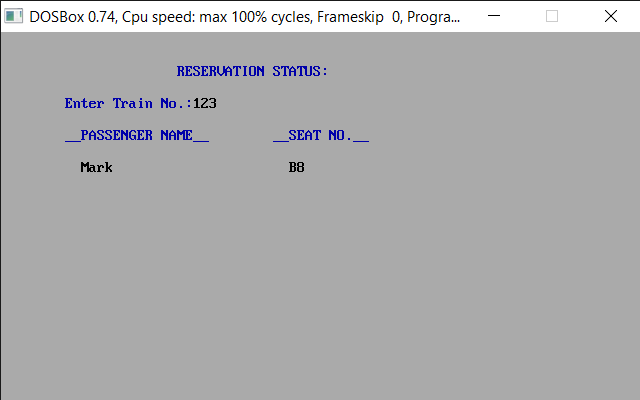 DOSBox 0.74, Cpu speed: max 100% cycles, Frameskip 0, Progra...
RESERVATION STATUS:
Enter Train No.:123
__PASSENGER NAME__ __SEAT NO.__
Mark B8